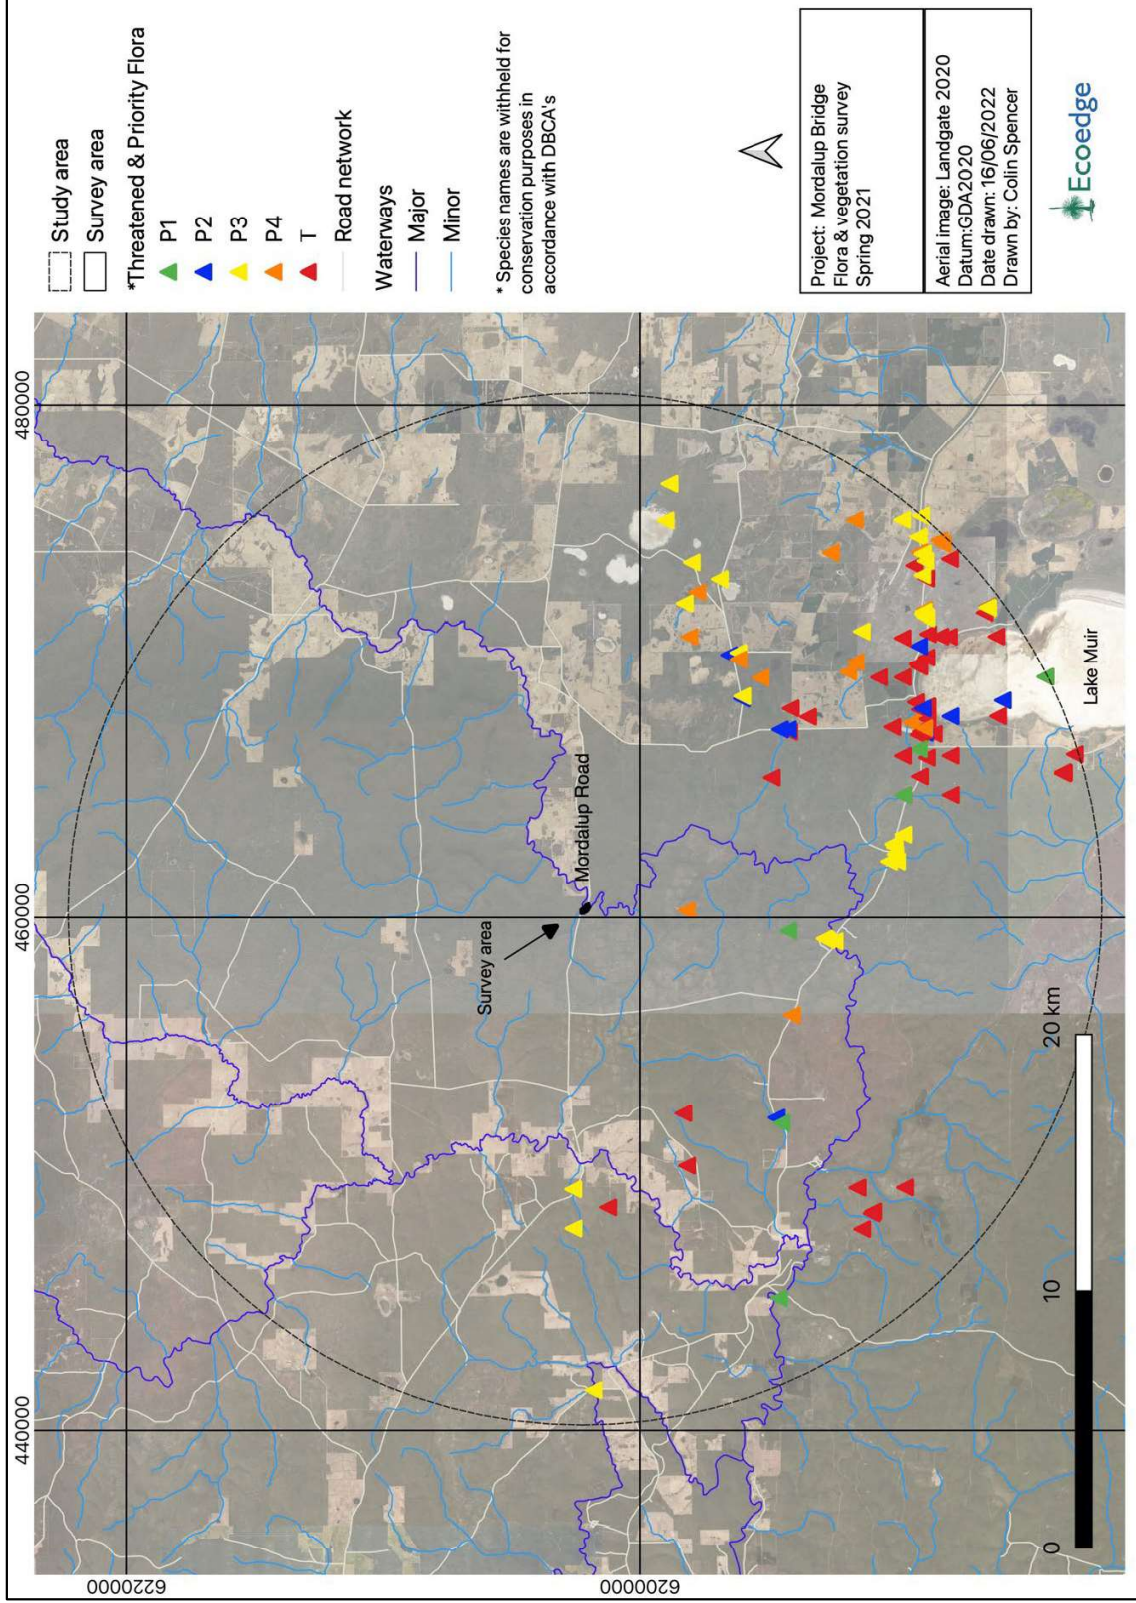 Study area
Survey area
*Threatened & Priority Flora
P1
P2
P3
P4
T
Road network
Waterways
Major
Minor
* Species names are withheld for
conservation purposes in
accordance with DBCA's
Project: Mordalup Bridge
Flora & vegetation survey
Spring 2021
Aerial image: Landgate 2020
Datum:GDA2020
Date drawn: 16/06/2022
Drawn by: Colin Spencer
Ecoedge
440000
460000
480000
6220000
6200000
Survey area
Mordalup Road
Lake Muir
0
10
20 km